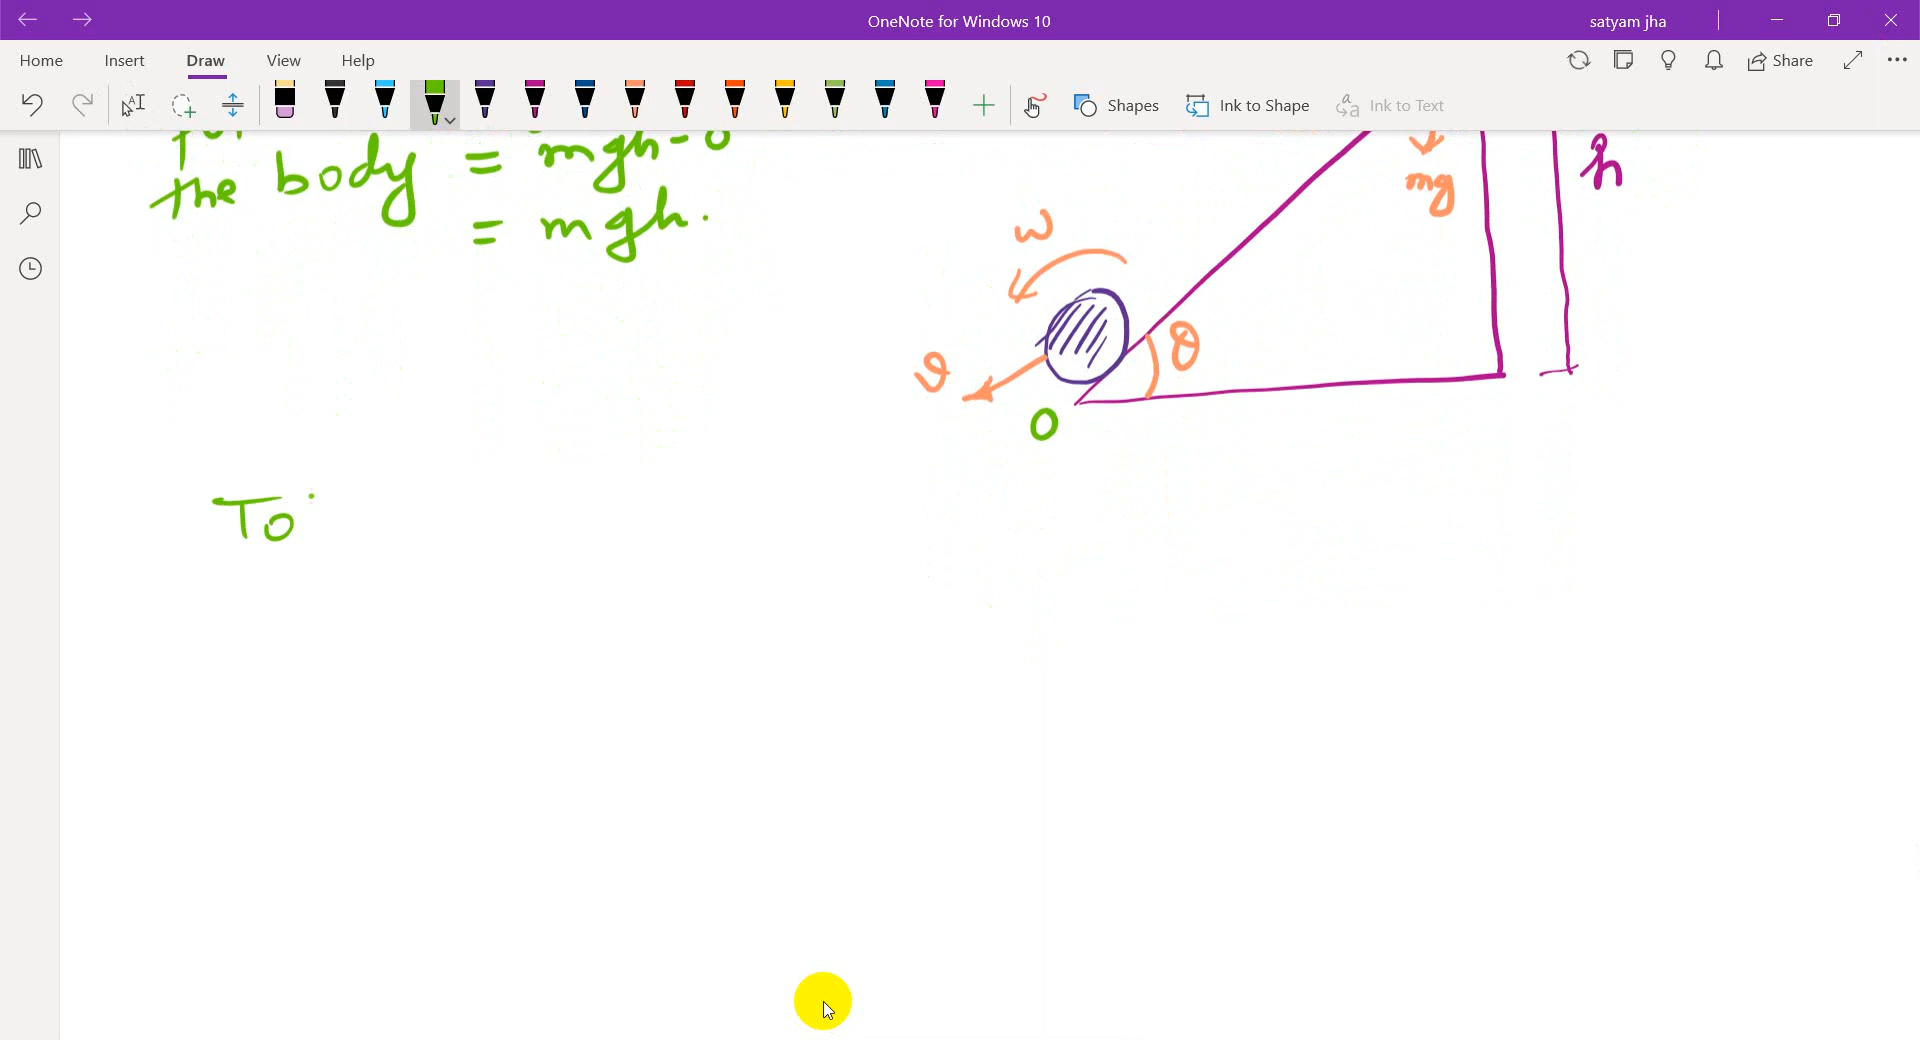 OneNote for Windows 10
satyam jha
Home Insert Draw View Help
Share
Shapes
Ink to Shape
Ink to Text
for
the body = mgh-0
= mgh.
mg
h
ω
θ
v
0
To